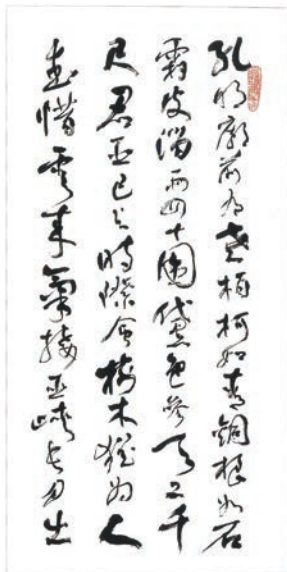 孔明廟前為老柏柯如青銅根如石
霜皮溜雨四十圍黛色參天二千
尺君臣已與時際會樹木猶為人
愛惜雲來氣接巫峽長月出